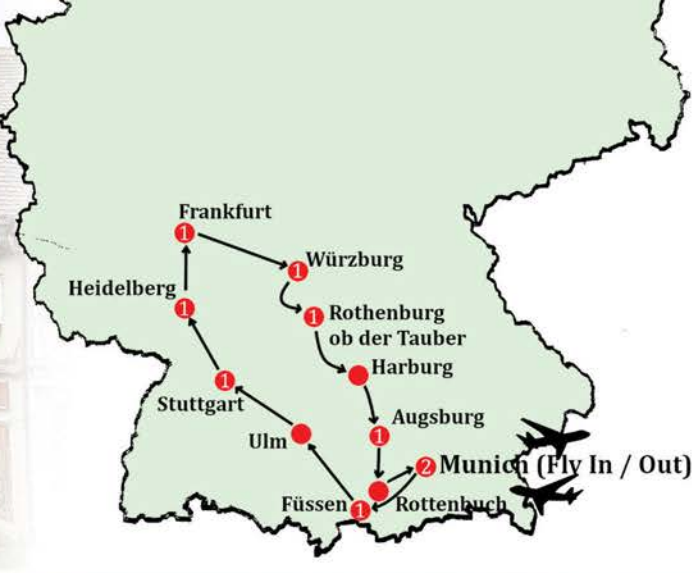 Frankfurt
1
1
Würzburg
Heidelberg
1
1
Rothenburg
ob der Tauber
Harburg
1
Stuttgart
Augsburg
1
Ulm
2
Munich (Fly In / Out)
Füssen
1
Rottenbuch